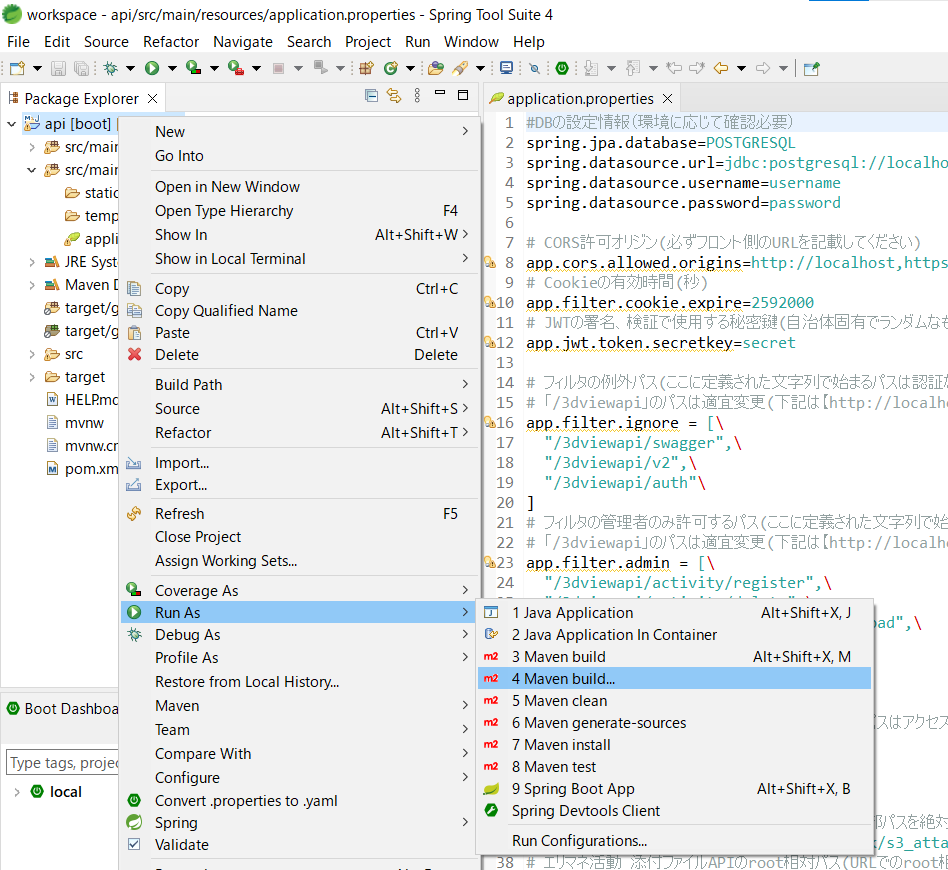 workspace - api/src/main/resources/application.properties - Spring Tool Suite 4
File Edit Source Refactor Navigate Search Project Run Window Help
Package Explorer
api [boot]
src/main
src/main
static
temp
appli
JRE Syst
Maven D
target/g
target/g
src
target
HELP.md
mvnw
mvnw.cm
pom.xm
Boot Dashboa
Type tags, projec
local
New
Go Into
Open in New Window
Open Type Hierarchy F4
Show In Alt+Shift+W
Show in Local Terminal
Copy Ctrl+C
Copy Qualified Name
Paste Ctrl+V
Delete Delete
Build Path
Source Alt+Shift+S
Refactor Alt+Shift+T
Import...
Export...
Refresh F5
Close Project
Assign Working Sets...
Coverage As
Run As
Debug As
Profile As
Restore from Local History...
Maven
Team
Compare With
Configure
Convert .properties to .yaml
Spring
Validate
1 Java Application Alt+Shift+X, J
2 Java Application In Container
3 Maven build Alt+Shift+X, M
4 Maven build...
5 Maven clean
6 Maven generate-sources
7 Maven install
8 Maven test
9 Spring Boot App Alt+Shift+X, B
Spring Devtools Client
Run Configurations...
application.properties
1 #DBの設定情報(環境に応じて確認必要)
2 spring.jpa.database=POSTGRESQL
3 spring.datasource.url=jdbc:postgresql://localho
4 spring.datasource.username=username
5 spring.datasource.password=password
6
7 # CORS許可オリジン(必ずフロント側のURLを記載してください)
8 app.cors.allowed.origins=http://localhost,https
9 # Cookieの有効時間(秒)
10 app.filter.cookie.expire=2592000
11 # JWTの署名、検証で使用する秘密鍵(自治体固有でランダムなも
12 app.jwt.token.secretkey=secret
13
14 # フィルタの例外パス(ここに定義された文字列で始まるパスは認証な
15 # 「/3dviewapi」のパスは適宜変更(下記は【http://localh
16 app.filter.ignore = [\
17 "/3dviewapi/swagger",\
18 "/3dviewapi/v2",\
19 "/3dviewapi/auth"\
20 ]
21 # フィルタの管理者のみ許可するパス(ここに定義された文字列で始
22 # 「/3dviewapi」のパスは適宜変更(下記は【http://localh
23 app.filter.admin = [\
24 "/3dviewapi/activity/register",\
oad",\
パスはアクセス
部パスを絶対
/s3_atta
38 # エリマネ活動 添付ファイルAPIのroot相対パス(URLでのroot相